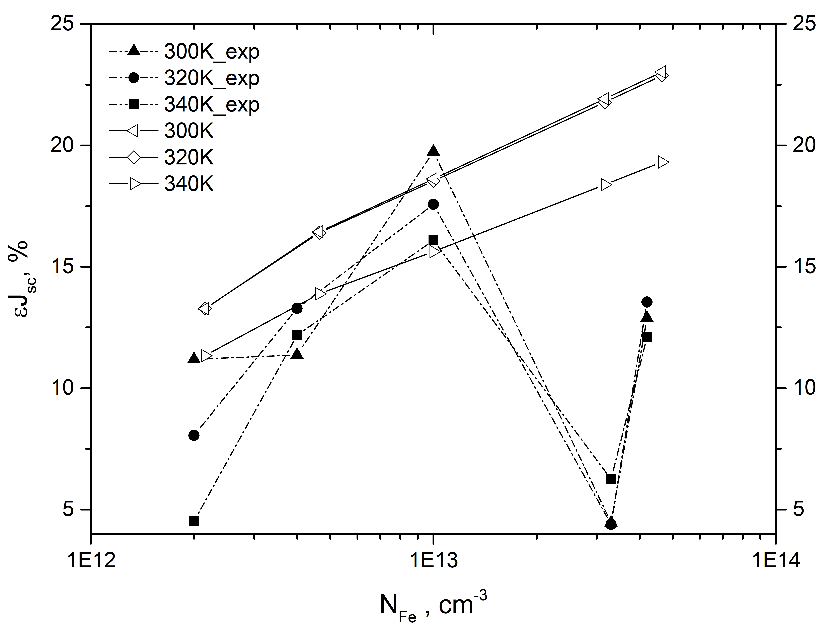 25
25
300K_exp
320K_exp
340K_exp
300K
320K
340K
20
20
15
15
εJsc, %
10
10
5
5
1E12
1E13
1E14
NFe , cm-3